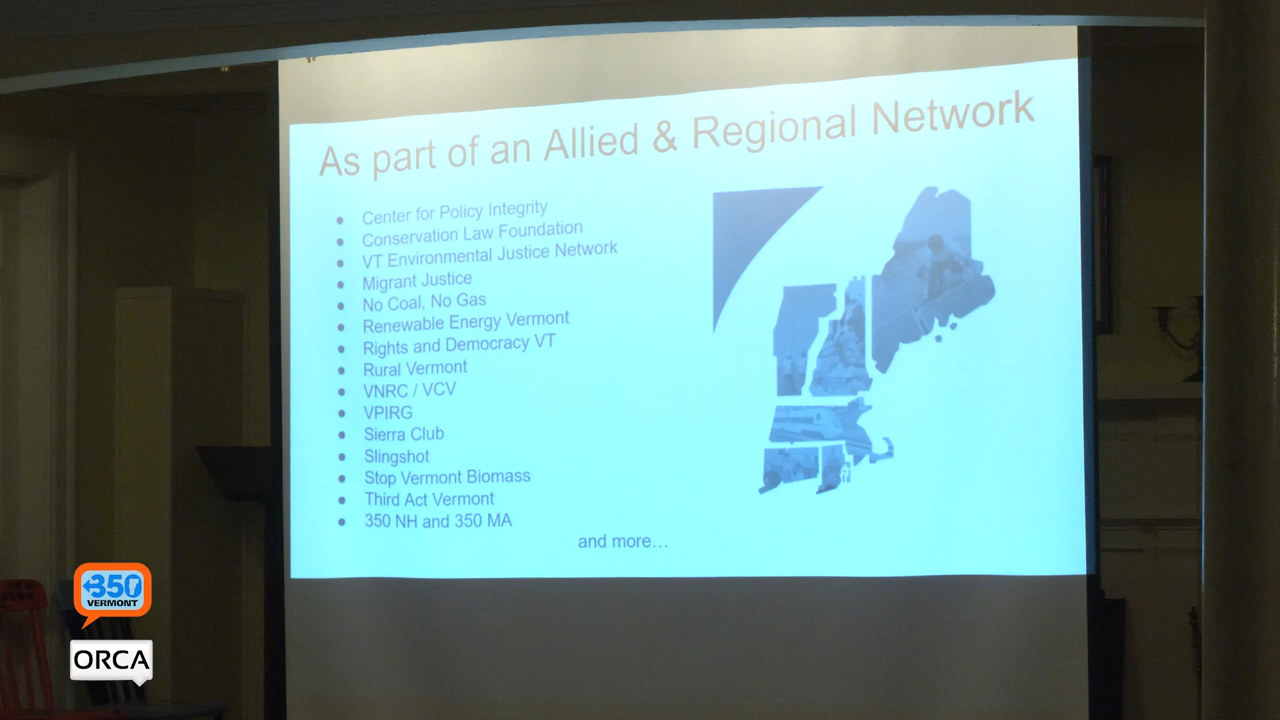 As part of an Allied & Regional Network
● Center for Policy Integrity
● Conservation Law Foundation
● VT Environmental Justice Network
● Migrant Justice
● No Coal, No Gas
● Renewable Energy Vermont
● Rights and Democracy VT
● Rural Vermont
● VNRC / VCV
● VPIRG
● Sierra Club
● Slingshot
● Stop Vermont Biomass
● Third Act Vermont
● 350 NH and 350 MA
and more…
350
VERMONT
ORCA